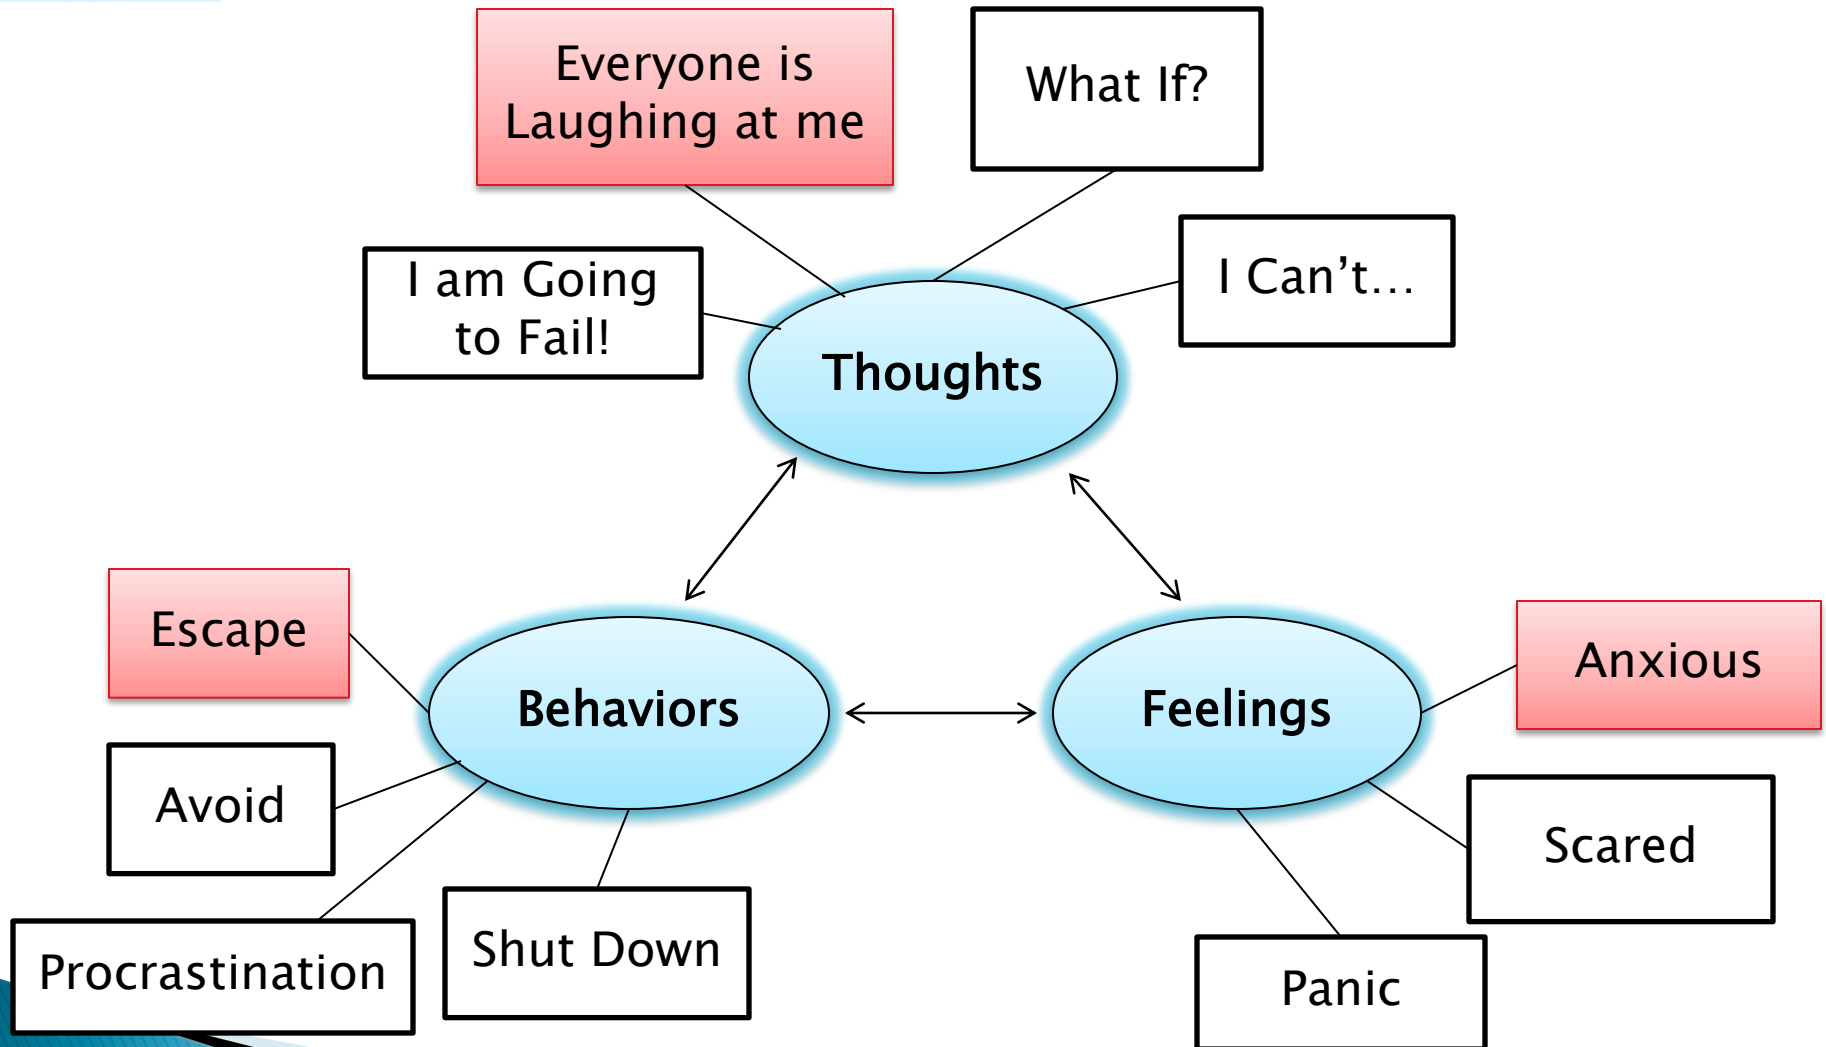 Everyone is
Laughing at me
What If?
I am Going
to Fail!
I Can’t…
Thoughts
Escape
Behaviors
Feelings
Anxious
Avoid
Scared
Procrastination
Shut Down
Panic